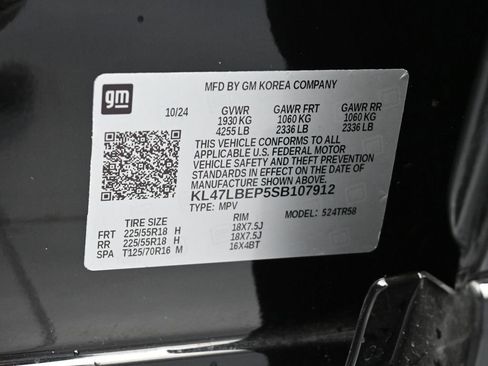 gm
MFD BY GM KOREA COMPANY
10/24 GVWR GAWR FRT GAWR RR
1930 KG 1060 KG 1060 KG
4255 LB 2336 LB 2336 LB
THIS VEHICLE CONFORMS TO ALL
APPLICABLE U.S. FEDERAL MOTOR
VEHICLE SAFETY AND THEFT PREVENTION
STANDARDS IN EFFECT ON THE DATE OF
MANUFACTURE SHOWN ABOVE.
KL47LBEP5SB107912
TYPE: MPV MODEL: 524TR58
TIRE SIZE RIM
FRT 225/55R18 H 18X7.5J
RR 225/55R18 H 18X7.5J
SPA T125/70R16 M 16X4BT